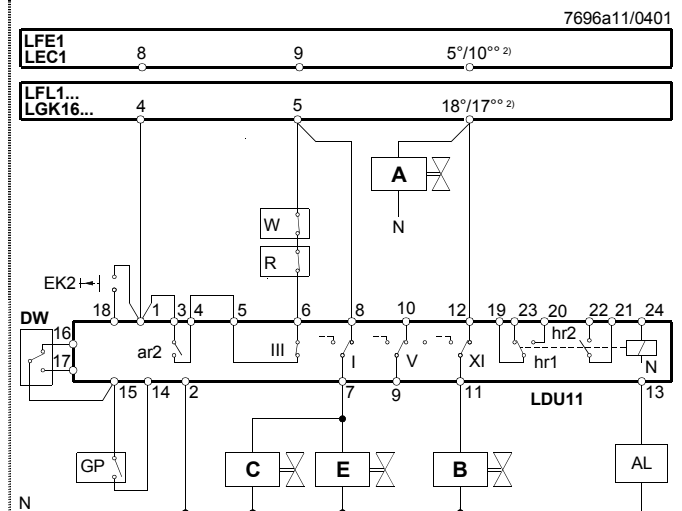 7696a11/0401
LFE1
LEC1
8 9 5°/10°° 2)
LFL1...
LGK16...
4 5 18°/17°° 2)
A
N
W
R
EK2
18 1 3 4 5 6 8 10 12 19 23 20 22 21 24
DW
16
17
ar2 III I V XI hr1 hr2 N
15 14 2 7 9 11 LDU11 13
GP C E B AL
N